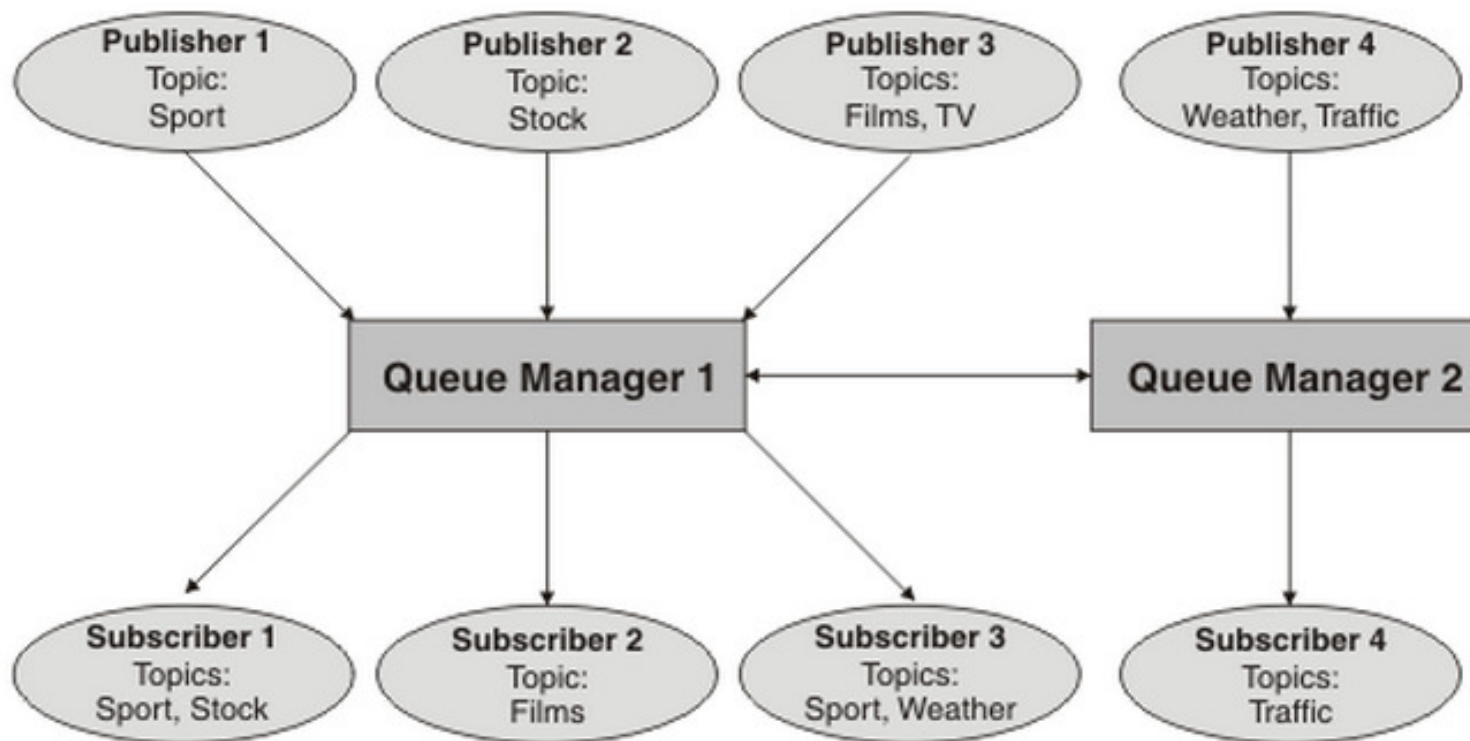 Publisher 1
Topic:
Sport
Publisher 2
Topic:
Stock
Publisher 3
Topics:
Films, TV
Publisher 4
Topics:
Weather, Traffic
Queue Manager 1
Queue Manager 2
Subscriber 1
Topics:
Sport, Stock
Subscriber 2
Topic:
Films
Subscriber 3
Topics:
Sport, Weather
Subscriber 4
Topics:
Traffic